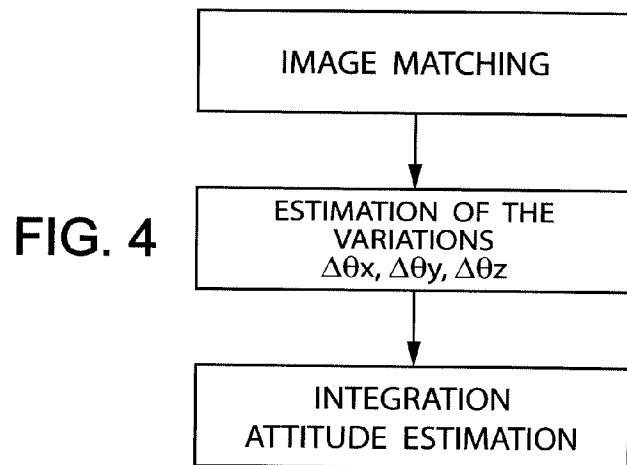 IMAGE MATCHING
FIG. 4
ESTIMATION OF THE
VARIATIONS
Δθx, Δθy, Δθz
INTEGRATION
ATTITUDE ESTIMATION